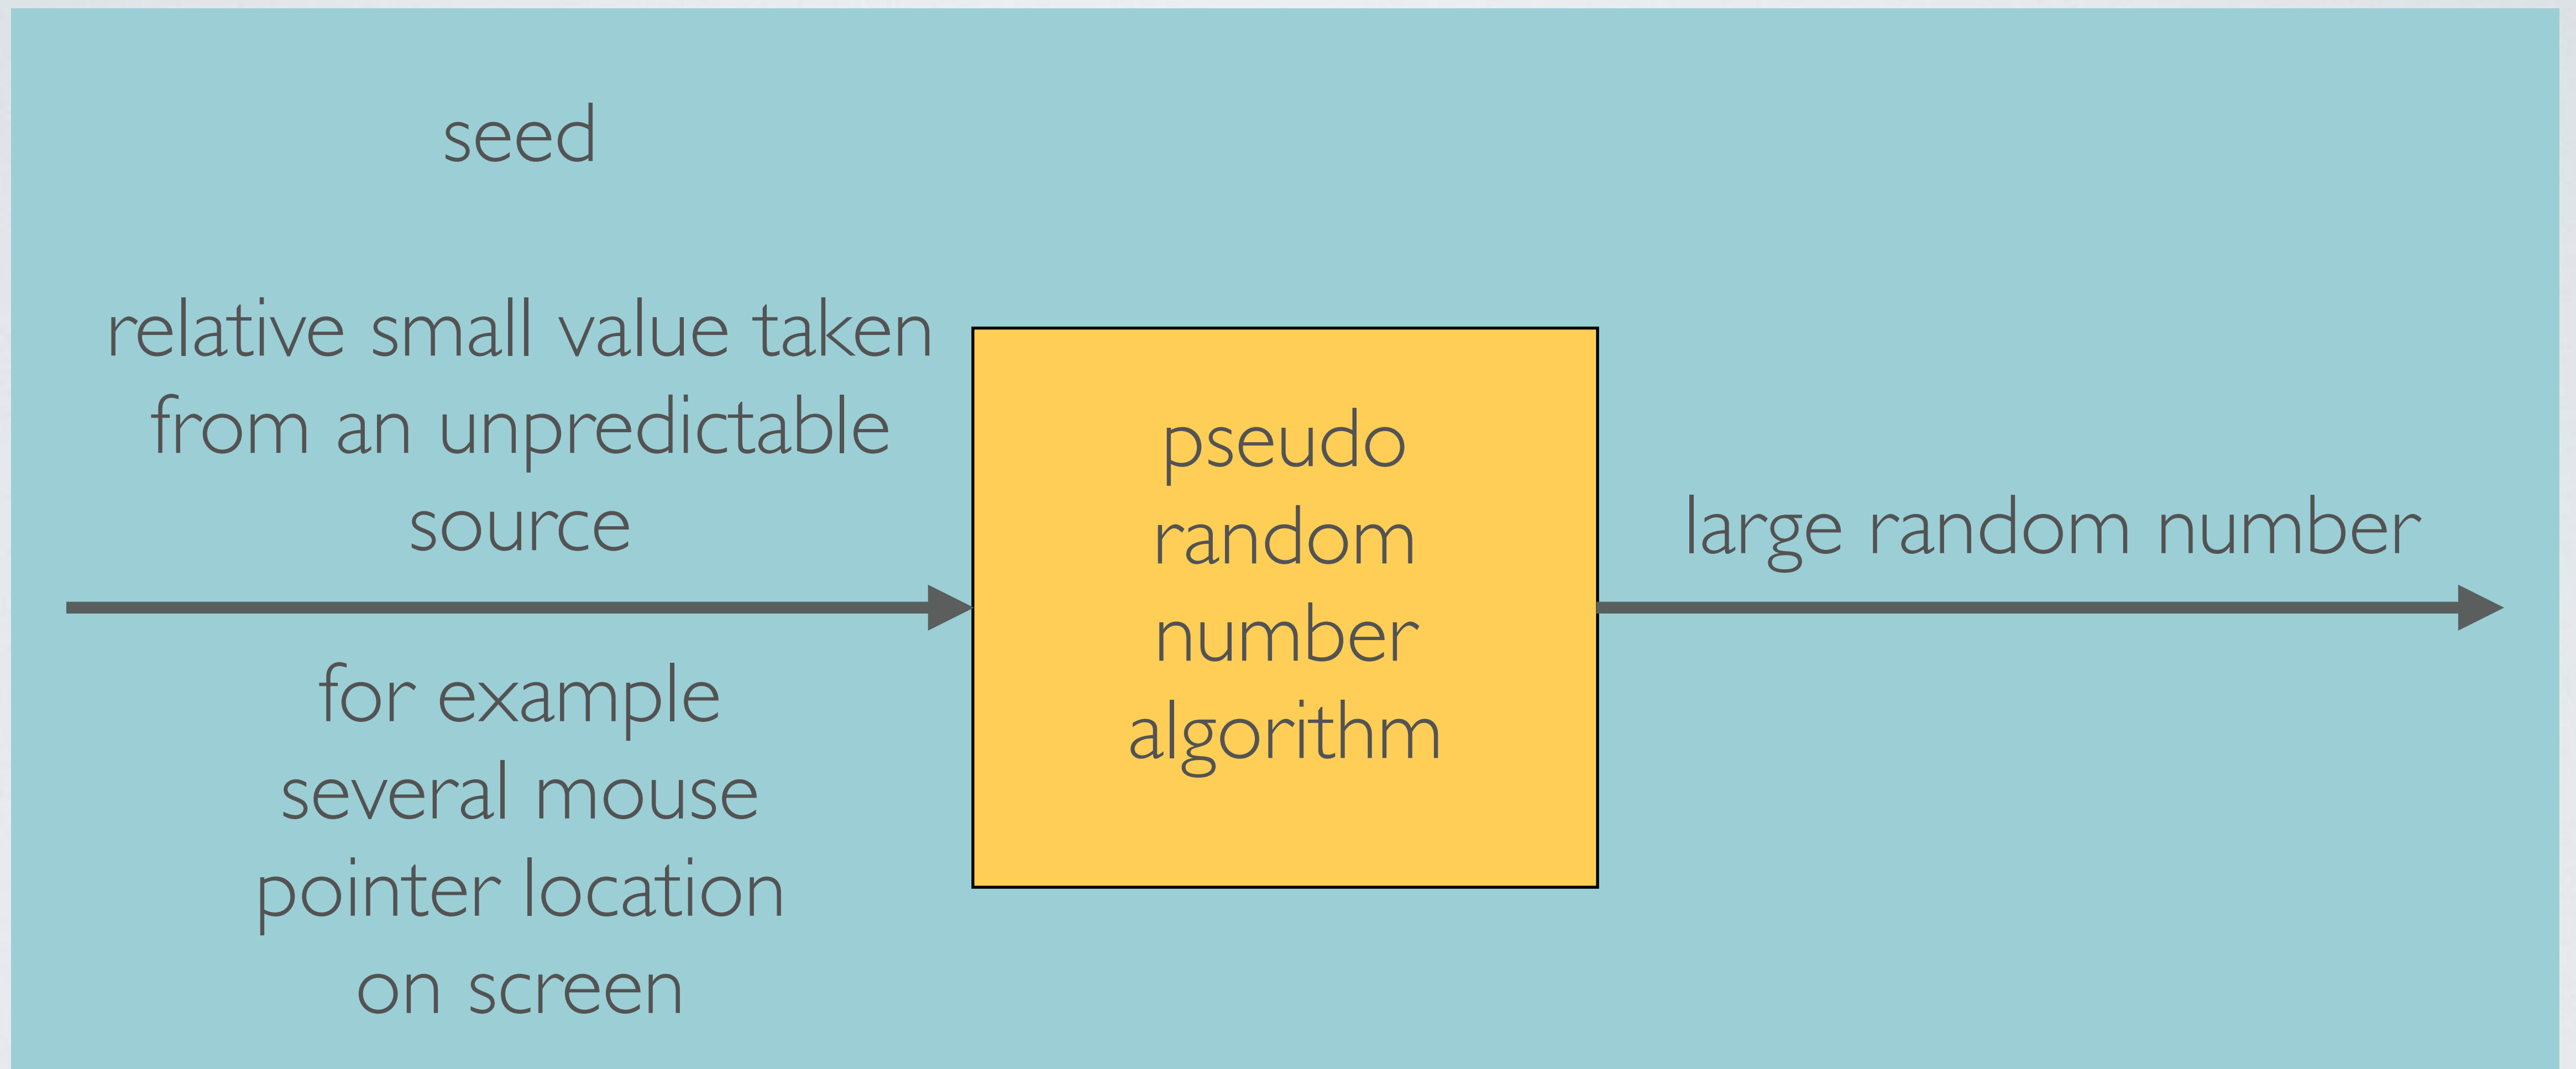 seed
relative small value taken
from an unpredictable
source
for example
several mouse
pointer location
on screen
pseudo
random
number
algorithm
large random number